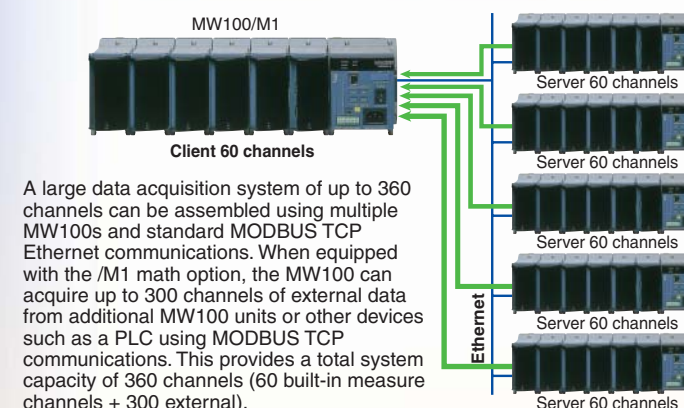 MW100/M1
Client 60 channels
A large data acquisition system of up to 360
channels can be assembled using multiple
MW100s and standard MODBUS TCP
Ethernet communications. When equipped
with the /M1 math option, the MW100 can
acquire up to 300 channels of external data
from additional MW100 units or other devices
such as a PLC using MODBUS TCP
communications. This provides a total system
capacity of 360 channels (60 built-in measure
channels + 300 external).
Ethernet
Server 60 channels
Server 60 channels
Server 60 channels
Server 60 channels
Server 60 channels